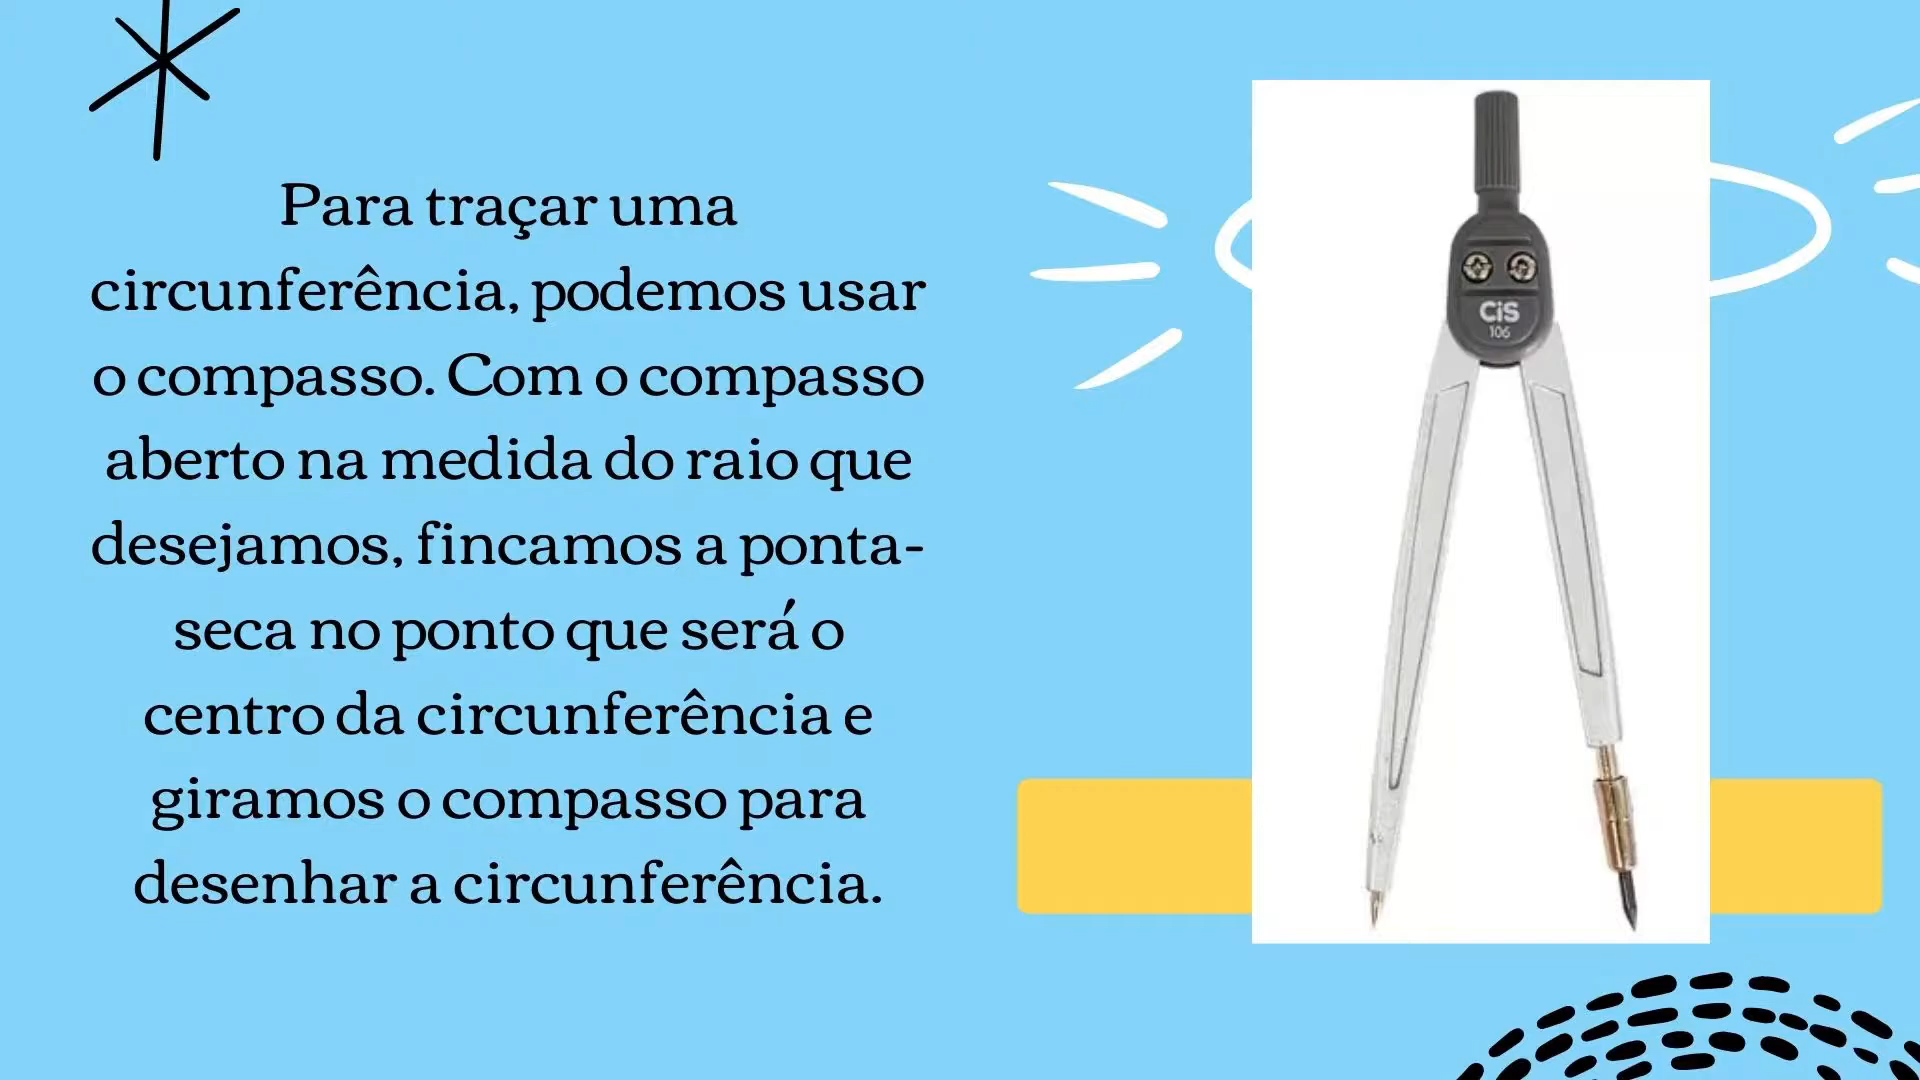 Para traçar uma
circunferência, podemos usar
o compasso. Com o compasso
aberto na medida do raio que
desejamos, fincamos a ponta-
seca no ponto que será o
centro da circunferência e
giramos o compasso para
desenhar a circunferência.
CiS
106